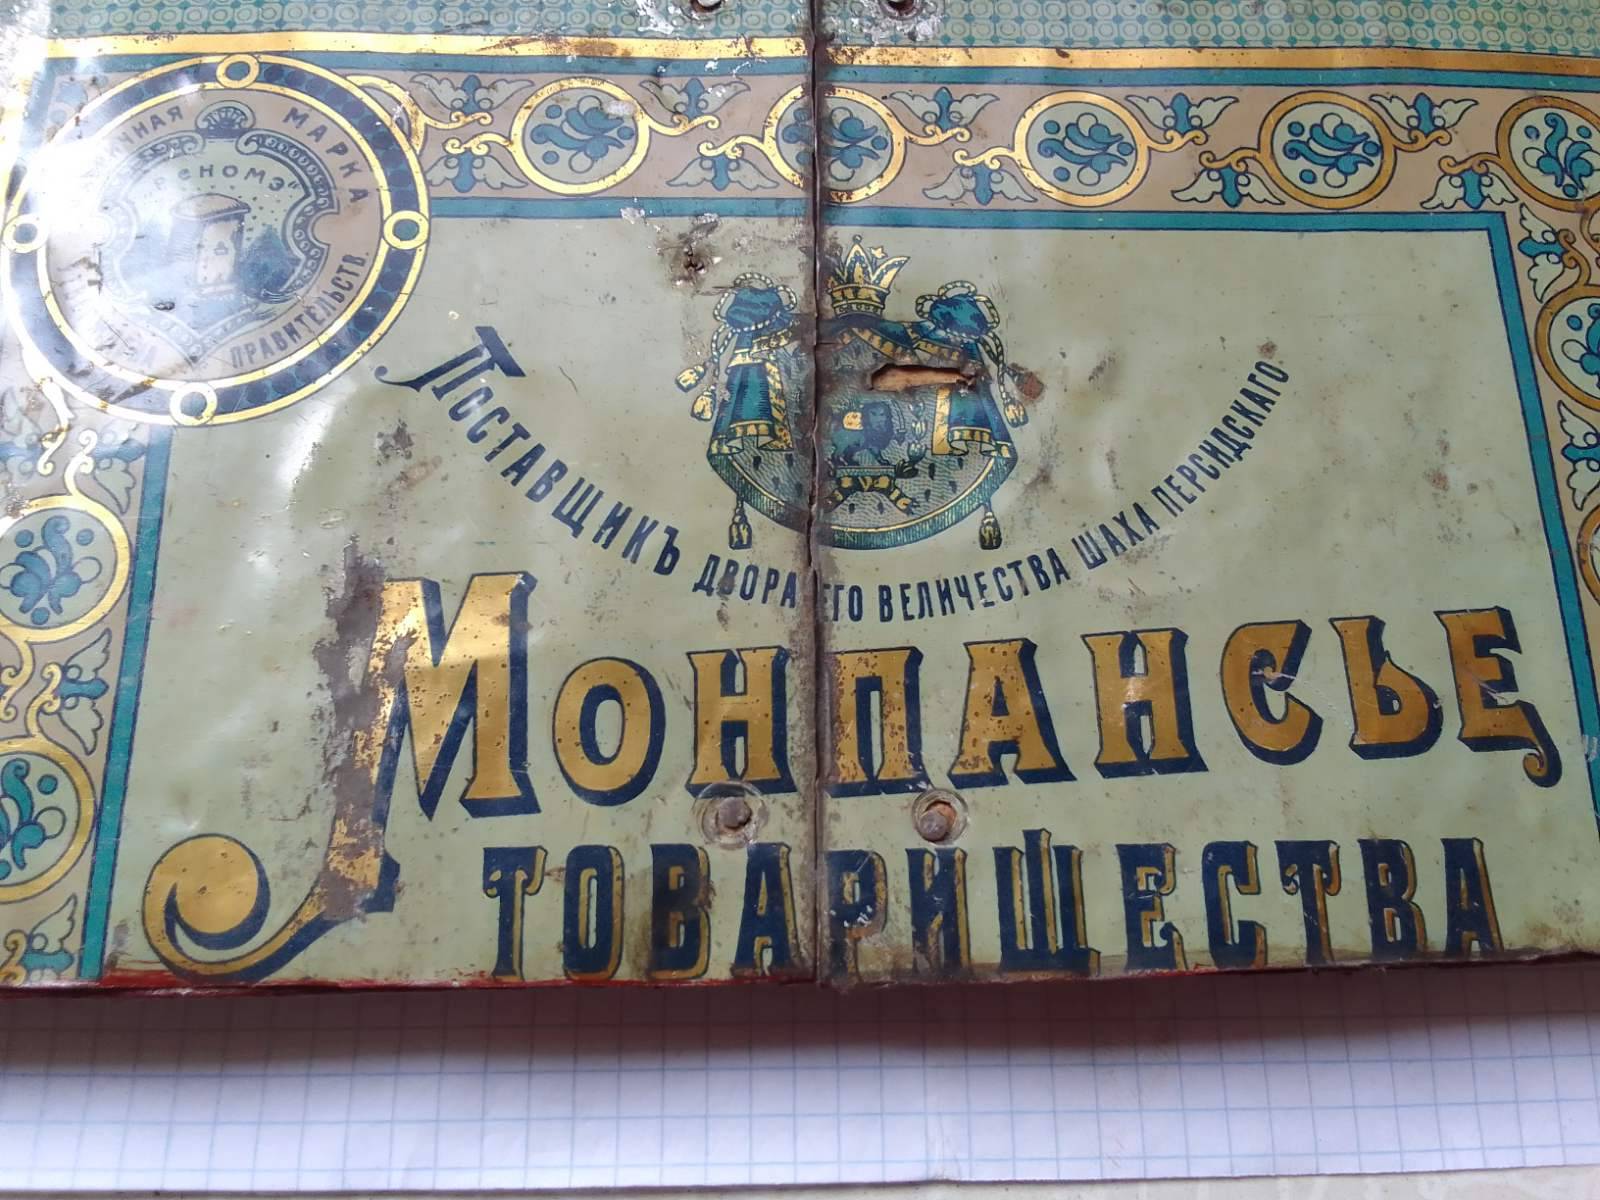 МАРКА
ПРАВИТЕЛЬСТВ.
Поставщикъ двора его величества шаха персидскаго.
Монпансье
ТОВАРИЩЕСТВА